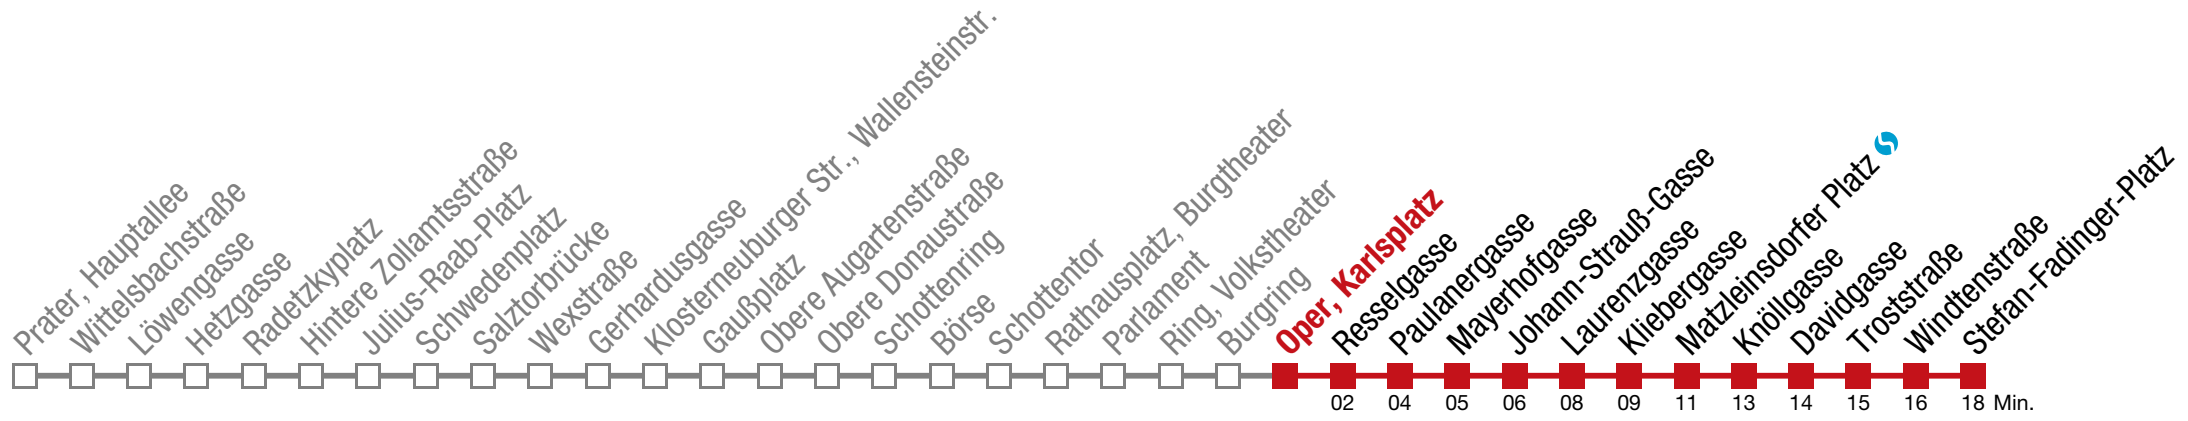 Prater, Hauptallee
Wittelsbachstraße
Löwengasse
Hetzgasse
Radetzkyplatz
Hintere Zollamtsstraße
Julius-Raab-Platz
Schwedenplatz
Salztorbrücke
Wexstraße
Gerhardusgasse
Klosterneuburger Str., Wallensteinstr.
Gaußplatz
Obere Augartenstraße
Obere Donaustraße
Schottenring
Börse
Schottentor
Rathausplatz, Burgtheater
Parlament
Ring, Volkstheater
Burgring
Oper, Karlsplatz
Resselgasse
Paulanergasse
Mayerhofgasse
Johann-Strauß-Gasse
Laurenzgasse
Kliebergasse
Matzleinsdorfer Platz
Knöllgasse
Davidgasse
Troststraße
Windtenstraße
Stefan-Fadinger-Platz
02 04 05 06 08 09 11 13 14 15 16 18 Min.